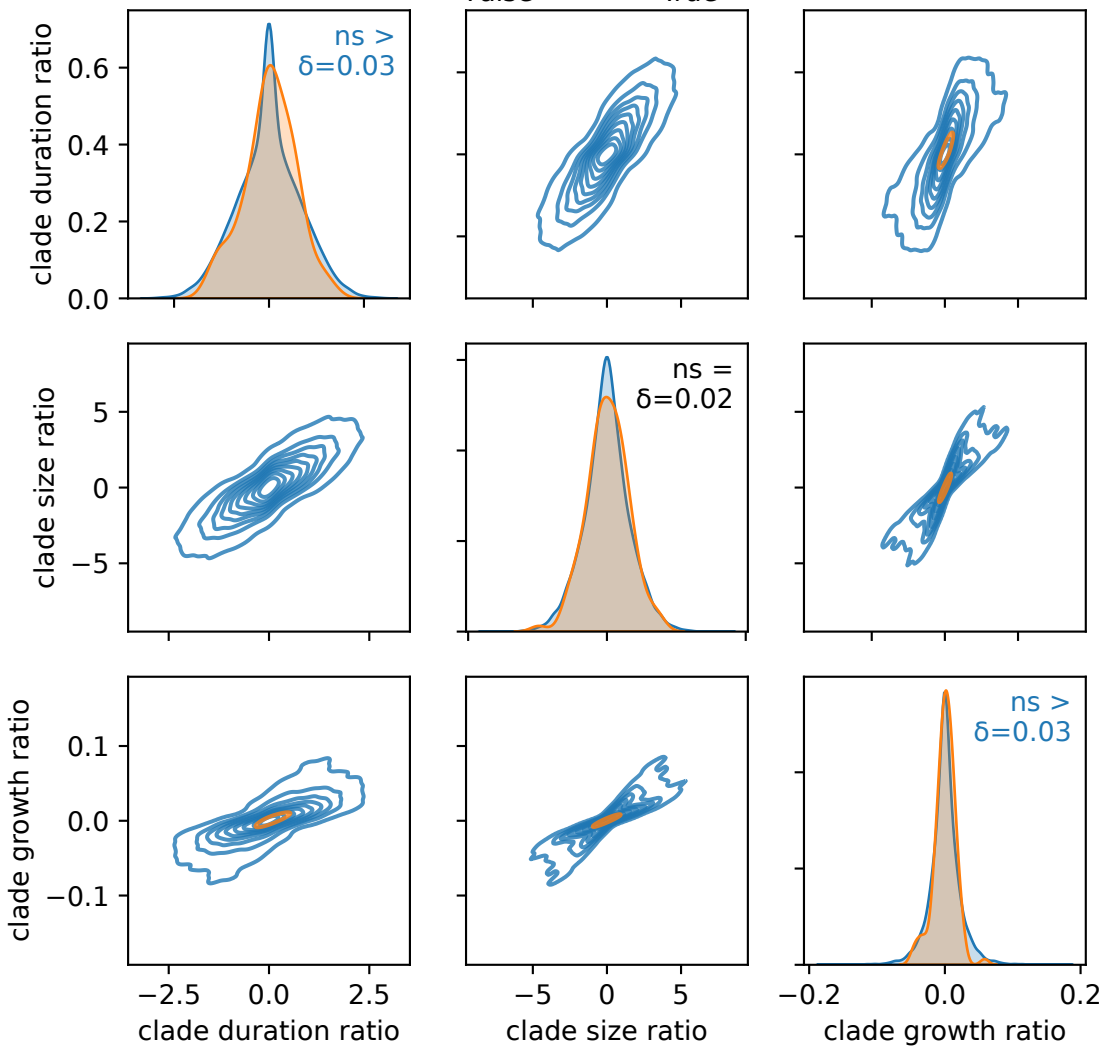 clade duration ratio
0.6
0.4
0.2
0.0
ns >
δ=0.03
clade size ratio
5
0
−5
ns =
δ=0.02
clade growth ratio
0.1
0.0
−0.1
ns >
δ=0.03
−2.5 0.0 2.5
−5 0 5
−0.2 0.0 0.2
clade duration ratio
clade size ratio
clade growth ratio